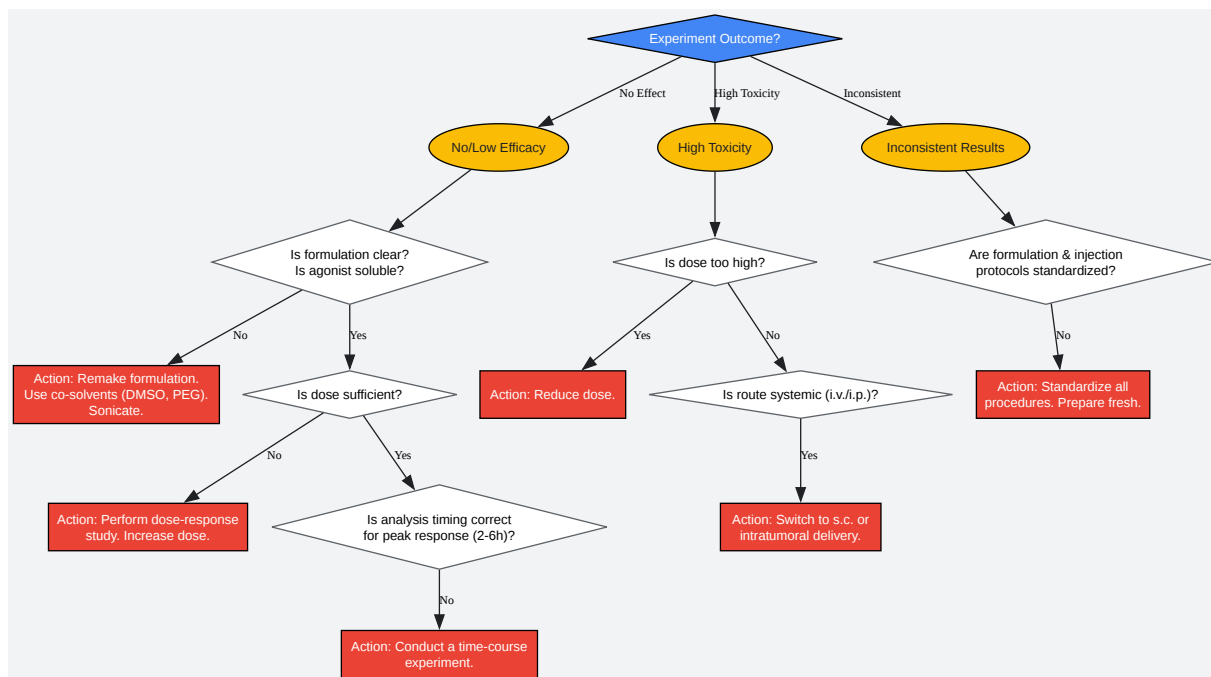 Experiment Outcome?
No Effect
High Toxicity
Inconsistent
No/Low Efficacy
High Toxicity
Inconsistent Results
Is formulation clear?
Is agonist soluble?
Is dose too high?
Are formulation & injection
protocols standardized?
No
Yes
Yes
No
No
Action: Remake formulation.
Use co-solvents (DMSO, PEG).
Sonicate.
Is dose sufficient?
Action: Reduce dose.
Is route systemic (i.v./i.p.)?
Action: Standardize all
procedures. Prepare fresh.
No
Yes
Yes
Action: Perform dose-response
study. Increase dose.
Is analysis timing correct
for peak response (2-6h)?
Action: Switch to s.c. or
intratumoral delivery.
No
Action: Conduct a time-course
experiment.